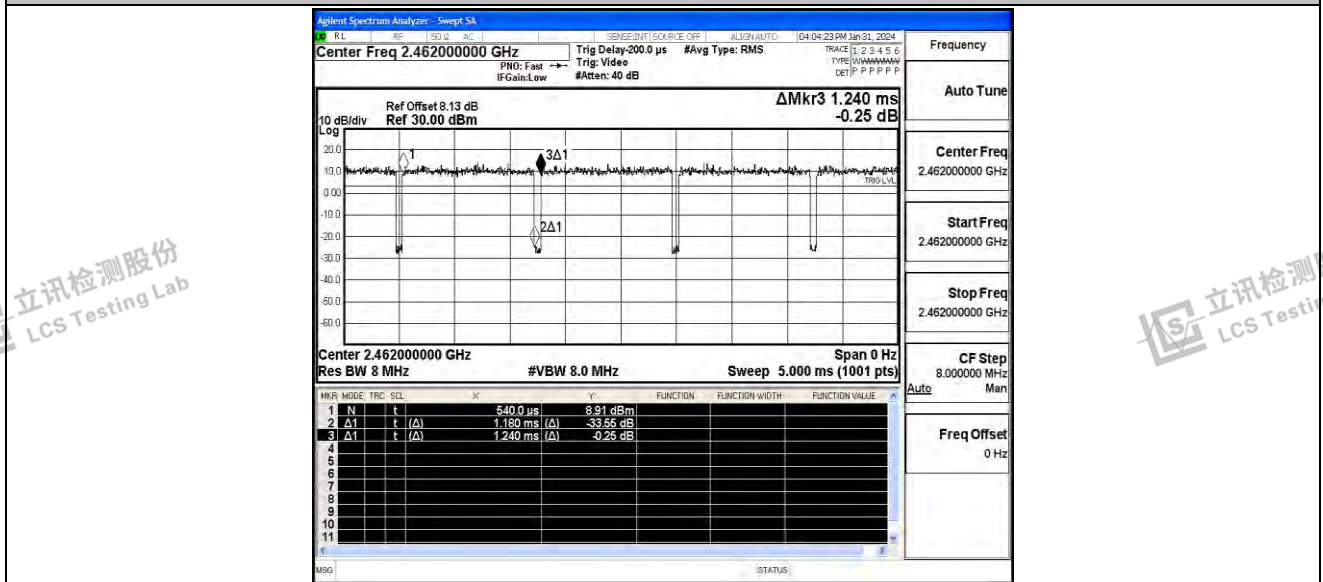 Agilent Spectrum Analyzer - Swept SA
RL RF 50 Ω AC SENSE:INT SOURCE OFF ALIGN AUTO 04:04:23 PM Jan 31, 2024
Center Freq 2.462000000 GHz
PNO: Fast
IFGain:Low
Trig Delay-200.0 µs
Trig: Video
#Atten: 40 dB
#Avg Type: RMS
TRACE 1 2 3 4 5 6
TYPE
DET P P P P P P
Frequency
Auto Tune
Center Freq
2.462000000 GHz
Start Freq
2.462000000 GHz
Stop Freq
2.462000000 GHz
CF Step
8.000000 MHz
Auto Man
Freq Offset
0 Hz
ΔMkr3 1.240 ms
-0.25 dB
Ref Offset 8.13 dB
10 dB/div Ref 30.00 dBm
Log
20.0
10.0
0.00
-10.0
-20.0
-30.0
-40.0
-50.0
-60.0
1
3Δ1
2Δ1
TRIG LVL
Center 2.462000000 GHz Span 0 Hz
Res BW 8 MHz #VBW 8.0 MHz Sweep 5.000 ms (1001 pts)
MKR MODE TRC SCL X Y FUNCTION FUNCTION WIDTH FUNCTION VALUE
1 N t 540.0 µs 8.91 dBm
2 Δ1 t (Δ) 1.180 ms (Δ) -33.55 dB
3 Δ1 t (Δ) 1.240 ms (Δ) -0.25 dB
4
5
6
7
8
9
10
11
MSG STATUS
立讯检测股份
LCS Testing Lab
立讯检测
LCS